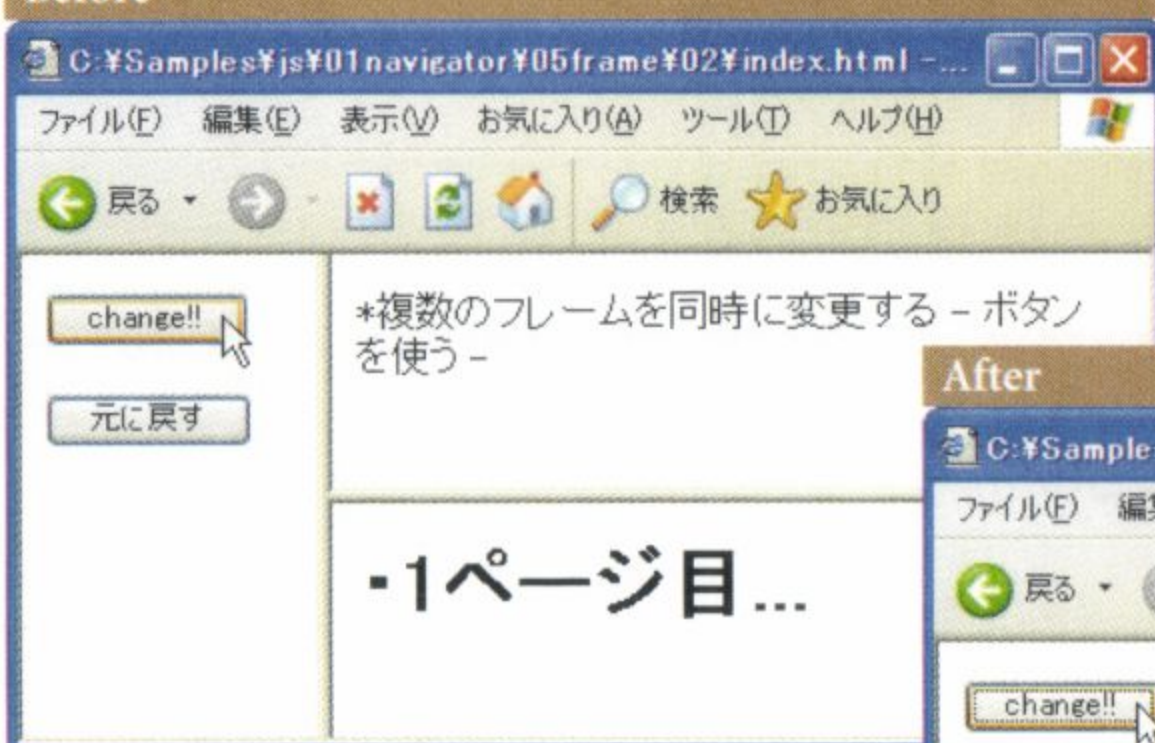 C:¥Samples¥js¥01navigator¥05frame¥02¥index.html -...
ファイル(F) 編集(E) 表示(V) お気に入り(A) ツール(T) ヘルプ(H)
戻る 検索 お気に入り
change!!
元に戻す
*複数のフレームを同時に変更する – ボタン
を使う –
・1ページ目...
After
C:¥Sample
ファイル(F)
戻る
change!!